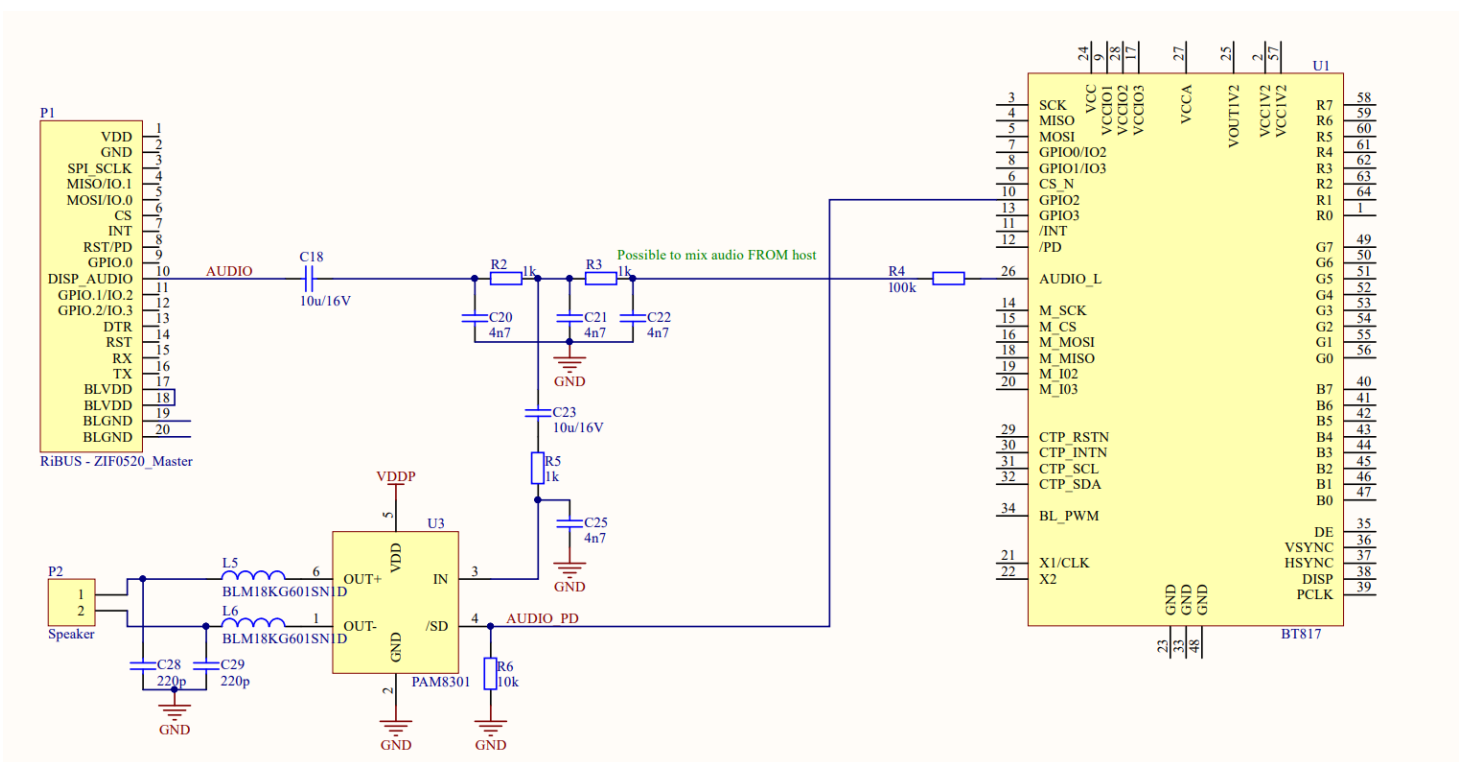 P1
VDD 1
GND 2
SPI_SCLK 3
MISO/IO.1 4
MOSI/IO.0 5
CS 6
INT 7
RST/PD 8
GPIO.0 9
DISP_AUDIO 10
GPIO.1/IO.2 11
GPIO.2/IO.3 12
DTR 13
RST 14
RX 15
TX 16
BLVDD 17
BLVDD 18
BLGND 19
BLGND 20
RiBUS - ZIF0520_Master
AUDIO
C18
10u/16V
R2
1k
R3
1k
Possible to mix audio FROM host
R4
100k
C20
4n7
C21
4n7
C22
4n7
GND
C23
10u/16V
R5
1k
C25
4n7
GND
VDDP
5
U3
VDD
6 OUT+
1 OUT-
IN 3
/SD 4
GND
2
PAM8301
GND
AUDIO_PD
R6
10k
GND
P2
1
2
Speaker
L5
BLM18KG601SN1D
L6
BLM18KG601SN1D
C28
220p
C29
220p
GND
U1
24 VCC
9 VCCIO1
28 VCCIO2
17 VCCIO3
27 VCCA
25 VOUT1V2
2 VCC1V2
57 VCC1V2
3 SCK
4 MISO
5 MOSI
7 GPIO0/IO2
8 GPIO1/IO3
6 CS_N
10 GPIO2
13 GPIO3
11 /INT
12 /PD
26 AUDIO_L
14 M_SCK
15 M_CS
16 M_MOSI
18 M_MISO
19 M_I02
20 M_I03
29 CTP_RSTN
30 CTP_INTN
31 CTP_SCL
32 CTP_SDA
34 BL_PWM
21 X1/CLK
22 X2
R7 58
R6 59
R5 60
R4 61
R3 62
R2 63
R1 64
R0 1
G7 49
G6 50
G5 51
G4 52
G3 53
G2 54
G1 55
G0 56
B7 40
B6 41
B5 42
B4 43
B3 44
B2 45
B1 46
B0 47
DE 35
VSYNC 36
HSYNC 37
DISP 38
PCLK 39
GND 23
GND 33
GND 48
BT817